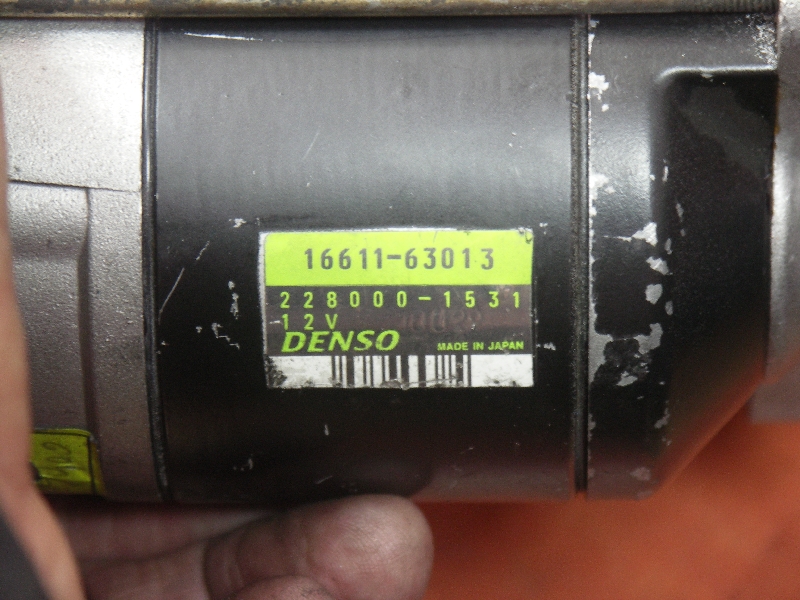 16611-63013
228000-1531
12V
DENSO MADE IN JAPAN